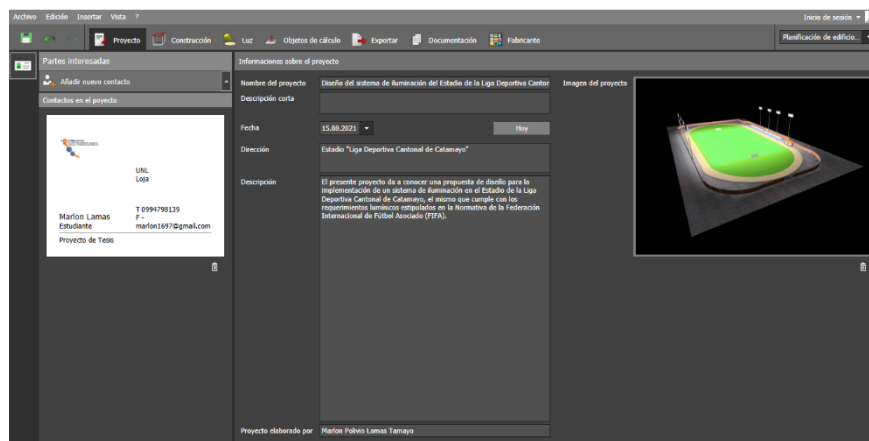 Archivo Edición Insertar Vista ?
Inicio de sesión
Proyecto Construcción Luz Objetos de cálculo Exportar Documentación Fabricante
Planificación de edificio...
Partes interesadas
Añadir nuevo contacto
Contactos en el poyecto
UNL
Loja
T 0994798139
Marlon Lamas F -
Estudiante marlon1697@gmail.com
Proyecto de Tesis
Informaciones sobre el proyecto
Nombre del proyecto Diseño del sistema de iluminación del Estadio de la Liga Deportiva Cantor
Descripción corta
Fecha 15.08.2021 Hoy
Dirección Estadio "Liga Deportiva Cantonal de Catamayo"
Descripción El presente proyecto da a conocer una propuesta de diseño para la
implementación de un sistema de iluminación en el Estadio de la Liga
Deportiva Cantonal de Catamayo, el mismo que cumple con los
requerimientos lumínicos estipulados en la Normativa de la Federación
Internacional de Fútbol Asociado (FIFA).
Proyecto elaborado por Marlon Polivio Lamas Tamayo
Imagen del proyecto